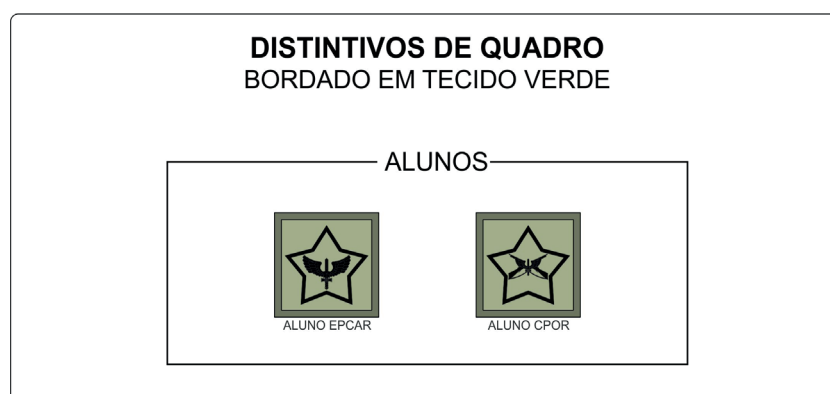 DISTINTIVOS DE QUADRO
BORDADO EM TECIDO VERDE
ALUNOS
ALUNO EPCAR
ALUNO CPOR